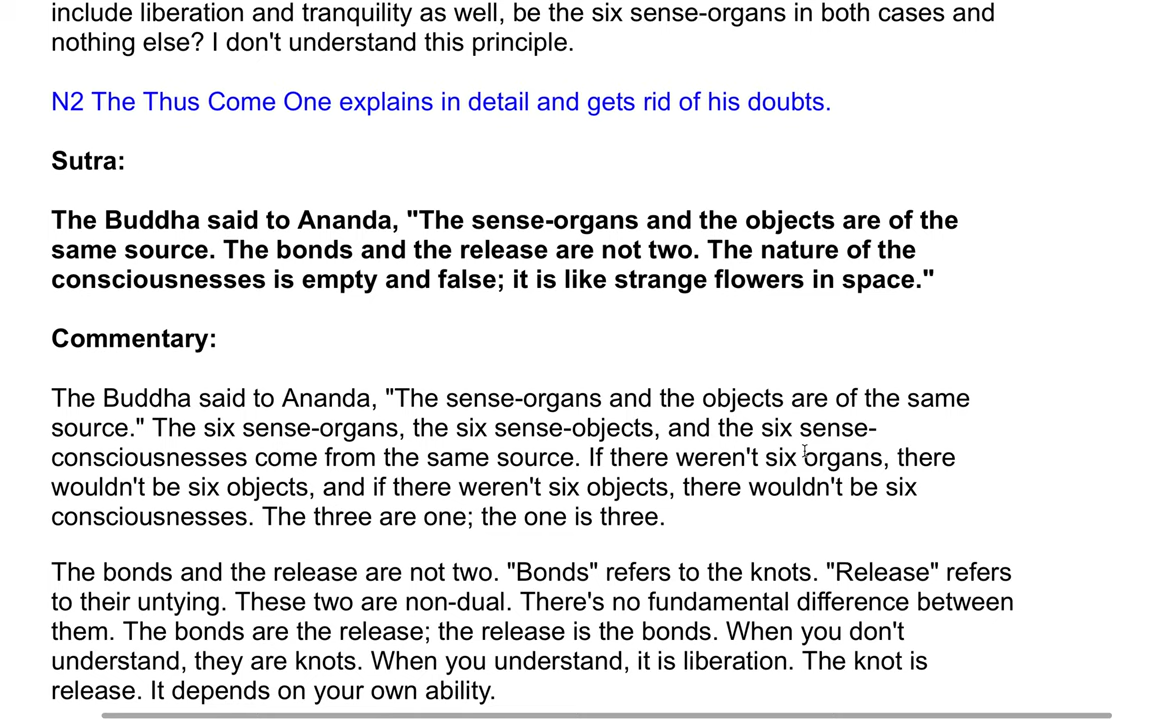 include liberation and tranquility as well, be the six sense-organs in both cases and
nothing else? I don't understand this principle.
N2 The Thus Come One explains in detail and gets rid of his doubts.
Sutra:
The Buddha said to Ananda, "The sense-organs and the objects are of the
same source. The bonds and the release are not two. The nature of the
consciousnesses is empty and false; it is like strange flowers in space."
Commentary:
The Buddha said to Ananda, "The sense-organs and the objects are of the same
source." The six sense-organs, the six sense-objects, and the six sense-
consciousnesses come from the same source. If there weren't six organs, there
wouldn't be six objects, and if there weren't six objects, there wouldn't be six
consciousnesses. The three are one; the one is three.
The bonds and the release are not two. "Bonds" refers to the knots. "Release" refers
to their untying. These two are non-dual. There's no fundamental difference between
them. The bonds are the release; the release is the bonds. When you don't
understand, they are knots. When you understand, it is liberation. The knot is
release. It depends on your own ability.